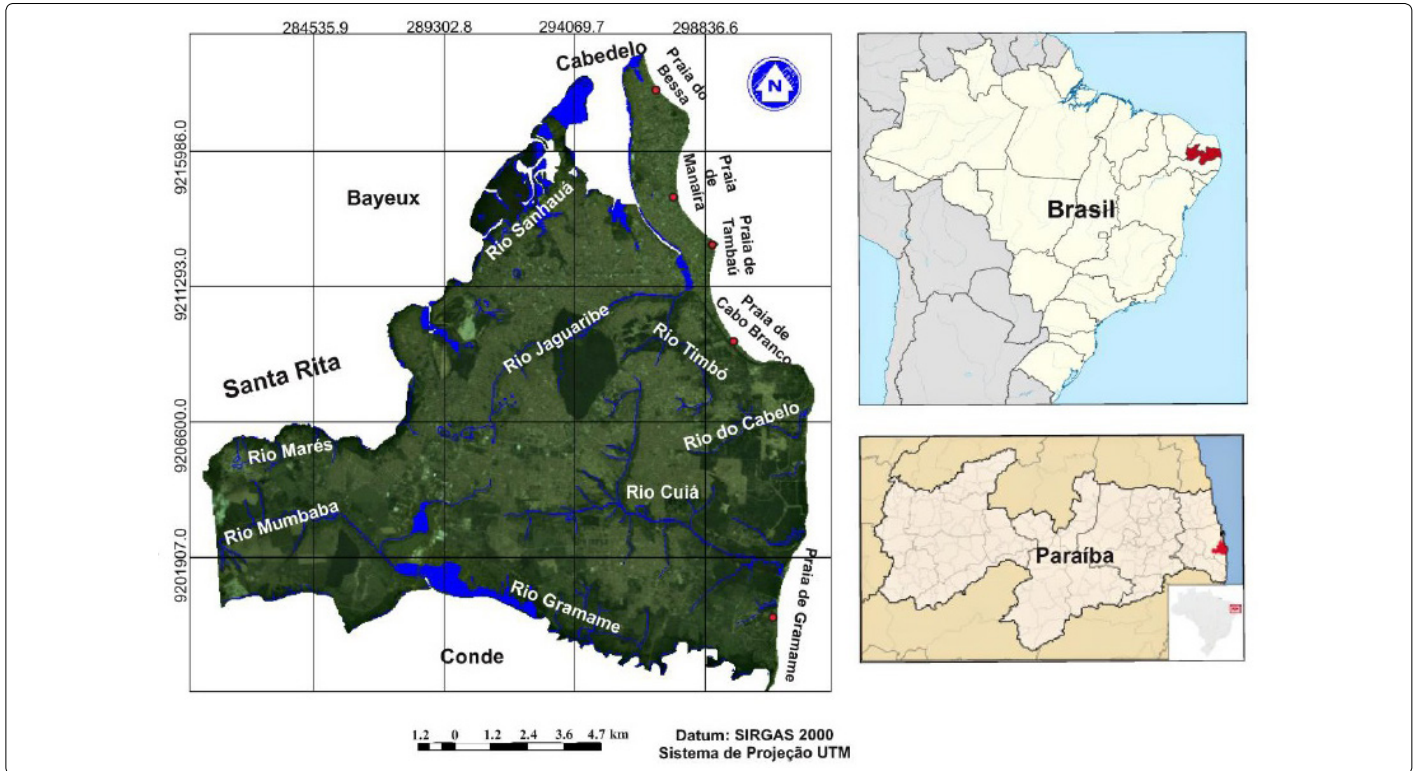 284535.9 289302.8 294069.7 298836.6
Cabedelo
Praia do
Bessa
N
9215986.0
Bayeux
Praia
de
Manaíra
Rio Sanhauá
Praia de
Tambaú
9211293.0
Praia de
Cabo Branco
Rio Jaguaribe
Rio Timbó
Santa Rita
9206600.0
Rio do Cabelo
Rio Marés
Rio Cuiá
Rio Mumbaba
9201907.0
Praia de Gramame
Rio Gramame
Conde
1.2 0 1.2 2.4 3.6 4.7 km
Datum: SIRGAS 2000
Sistema de Projeção UTM
Brasil
Paraíba